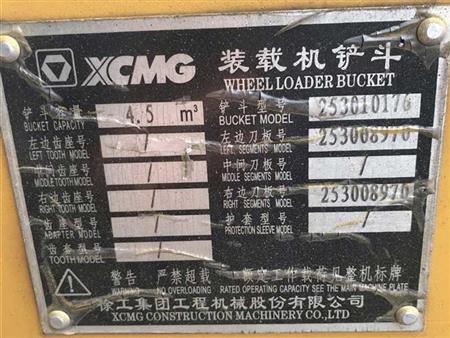 XCMG 装载机铲斗
WHEEL LOADER BUCKET
铲斗容量 4.5 m³ 铲斗型号 253010176
BUCKET CAPACITY BUCKET MODEL
左边齿座号 / 左边刀板号 253008970
LEFT TOOTH MODEL LEFT. SEGMENTS MODEL
中间齿座号 / 中间刀板号 /
MIDDLE TOOTH MODEL MIDDLE SEGMENTS MODEL
右边齿座号 / 右边刀板号 253008970
RIGHT TOOTH MODEL RIGHT SEGMENTS MODEL
齿体型号 / 护套型号 /
ADAPTER MODEL PROTECTION SLEEVE MODEL
齿套型号 /
TOOTH MODEL
警告 严禁超载 额定工作载荷见整机标牌
WARNING NO OVERLOADING RATED OPERATING CAPACITY SEE THE MAIN MACHINE PLATE
徐工集团工程机械股份有限公司
XCMG CONSTRUCTION MACHINERY CO.,LTD